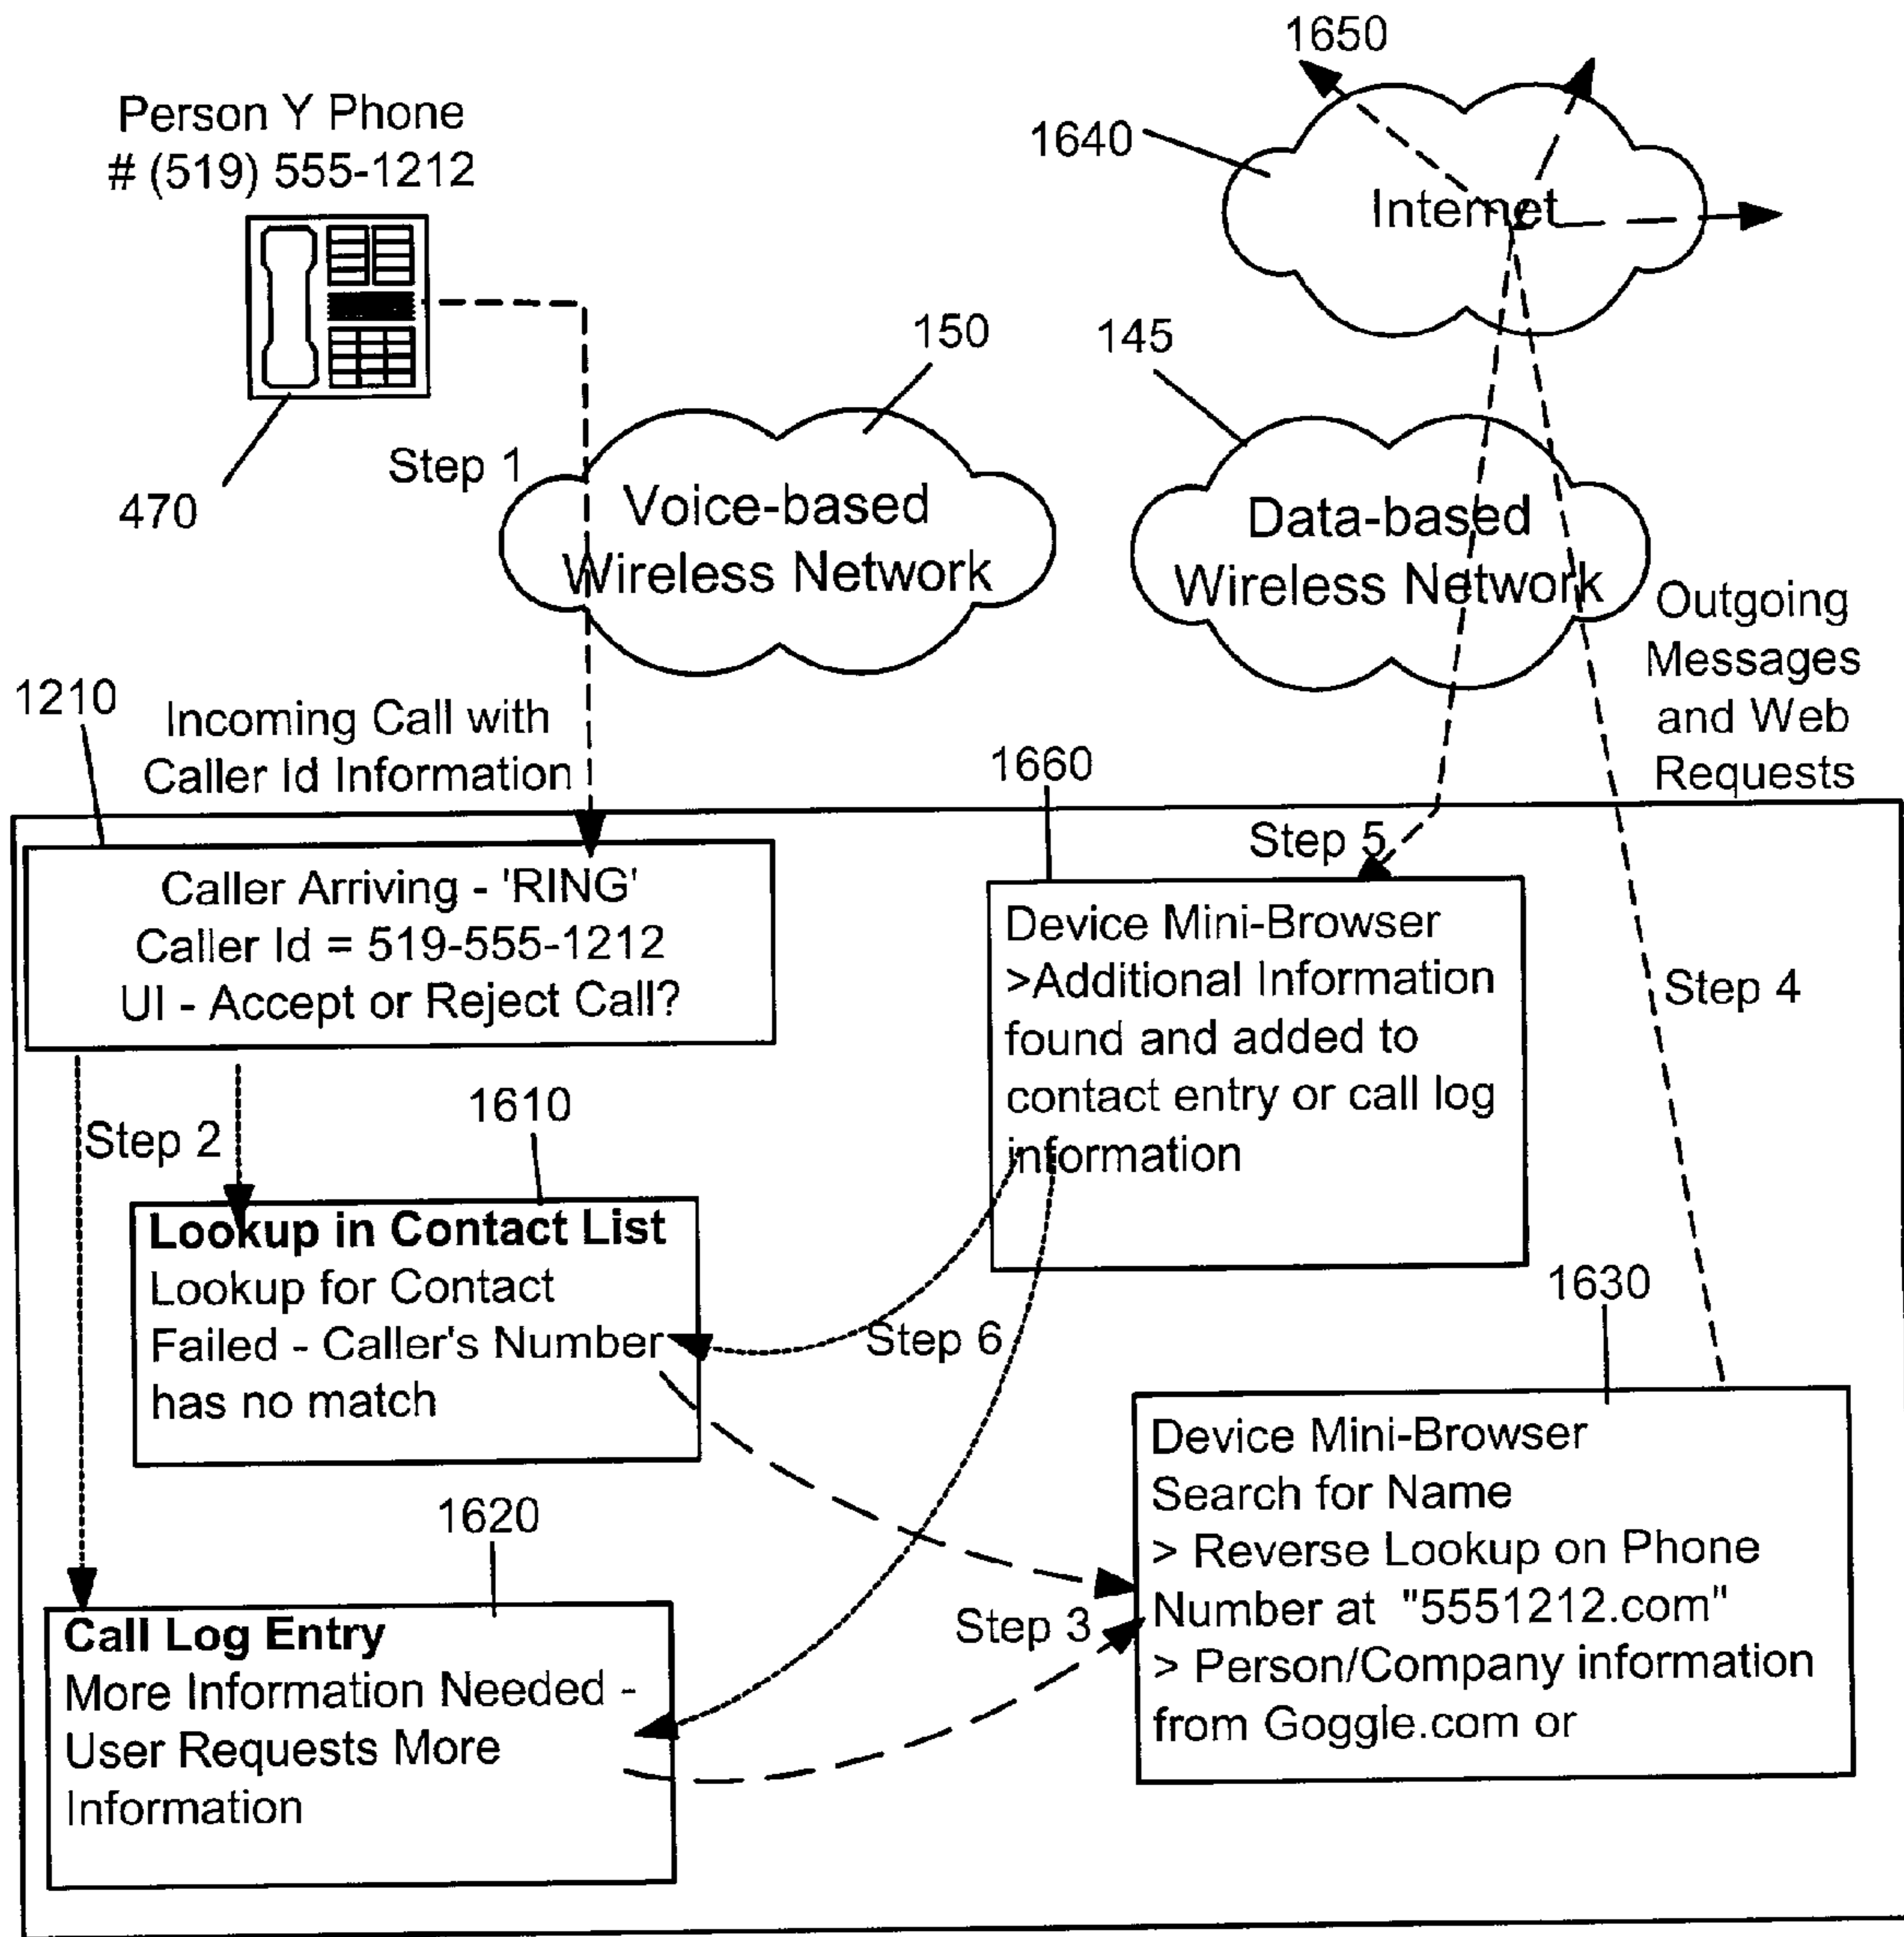 1650
Person Y Phone
# (519) 555-1212
1640
Internet
150
145
Step 1
470
Voice-based
Wireless Network
Data-based
Wireless Network
Outgoing
Messages
and Web
Requests
1210
Incoming Call with
Caller Id Information
1660
Step 5
Caller Arriving - 'RING'
Caller Id = 519-555-1212
UI - Accept or Reject Call?
Device Mini-Browser
>Additional Information
found and added to
contact entry or call log
information
Step 4
Step 2
1610
Lookup in Contact List
Lookup for Contact
Failed - Caller's Number
has no match
Step 6
1630
Device Mini-Browser
Search for Name
> Reverse Lookup on Phone
Number at "5551212.com"
> Person/Company information
from Goggle.com or
1620
Step 3
Call Log Entry
More Information Needed -
User Requests More
Information